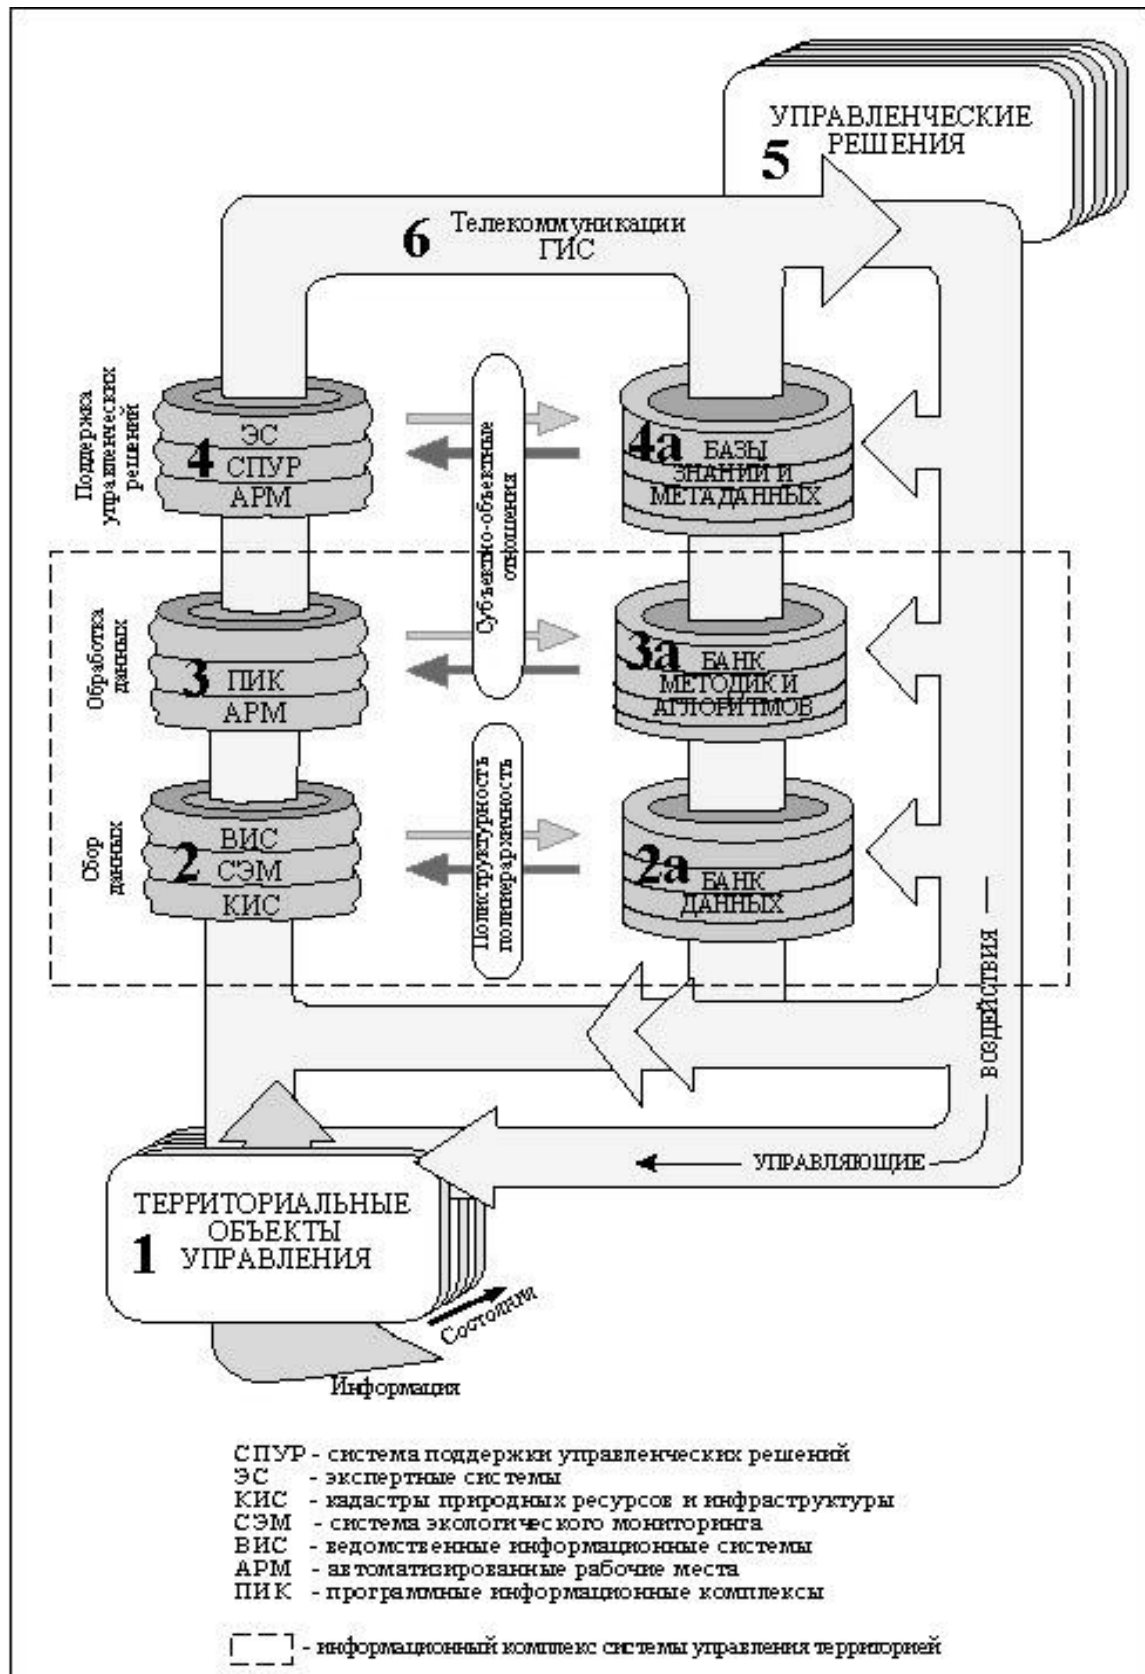 УПРАВЛЕНЧЕСКИЕ
РЕШЕНИЯ
5
6
Телекоммуникации
ГИС
Поддержка
управленческих
решений
4
ЭС
СПУР
АРМ
Субъектно-объектные
отношения
4а
БАЗЫ
ЗНАНИЙ И
МЕТАДАННЫХ
Обработка
данных
3
ПИК
АРМ
3а
БАНК
МЕТОДИК И
АГЛОРИТМОВ
Сбор
данных
2
ВИС
СЭМ
КИС
Полиструктурность
полииерархичность
2а
БАНК
ДАННЫХ
ВОЗДЕЙСТВИЯ
УПРАВЛЯЮЩИЕ
ТЕРРИТОРИАЛЬНЫЕ
ОБЪЕКТЫ
УПРАВЛЕНИЯ
1
Состояния
Информация
СПУР - система поддержки управленческих решений
ЭС - экспертные системы
КИС - кадастры природных ресурсов и инфраструктуры
СЭМ - система экологического мониторинга
ВИС - ведомственные информационные системы
АРМ - автоматизированные рабочие места
ПИК - программные информационные комплексы
- информационный комплекс системы управления территорией